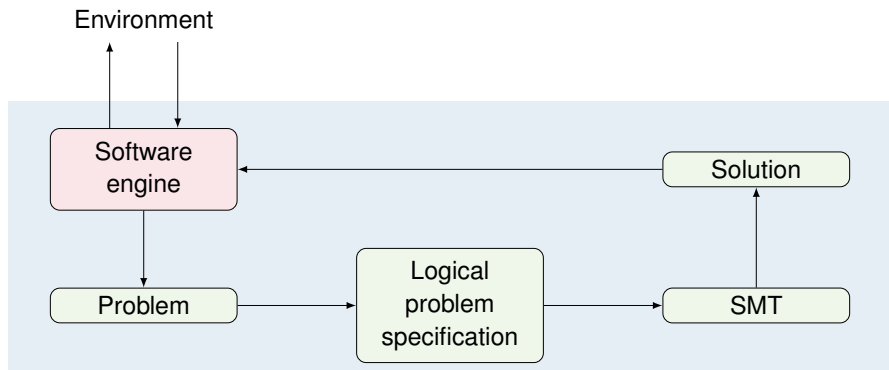 Environment
Software
engine
Solution
Problem
Logical
problem
specification
SMT